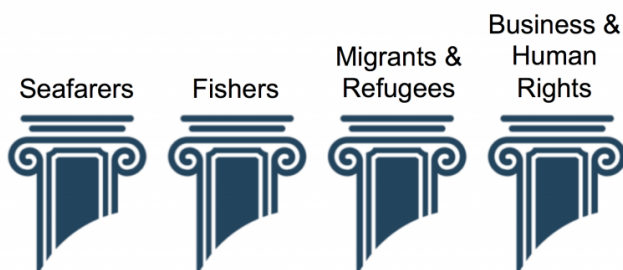 Seafarers
Fishers
Migrants &
Refugees
Business &
Human
Rights